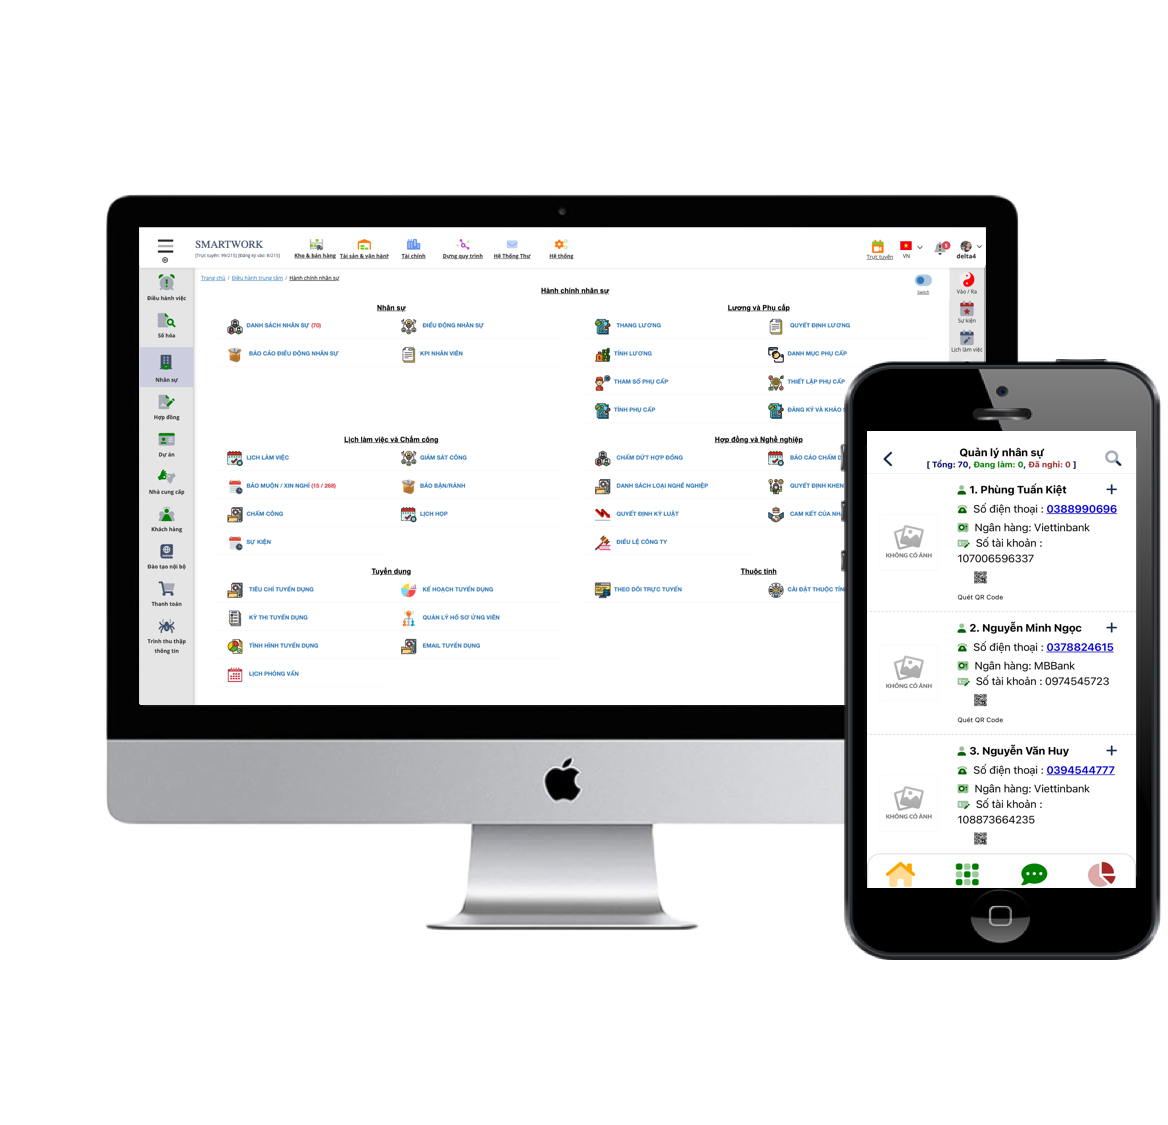 SMARTWORK
[Trực tuyến: 99/215] [Đăng ký vào: 8/215]
Kho & bán hàng
Tài sản & vận hành
Tài chính
Dựng quy trình
Hệ Thống Thư
Hệ thống
Trực tuyến
VN
delta4
Trang chủ / Điều hành trung tâm / Hành chính nhân sự
Switch
Hành chính nhân sự
Điều hành việc
Số hóa
Nhân sự
Hợp đồng
Dự án
Nhà cung cấp
Khách hàng
Đào tạo nội bộ
Thanh toán
Trình thu thập
thông tin
Nhân sự
DANH SÁCH NHÂN SỰ (70)
ĐIỀU ĐỘNG NHÂN SỰ
BÁO CÁO ĐIỀU ĐỘNG NHÂN SỰ
KPI NHÂN VIÊN
Lương và Phụ cấp
THANG LƯƠNG
QUYẾT ĐỊNH LƯƠNG
TÍNH LƯƠNG
DANH MỤC PHỤ CẤP
THAM SỐ PHỤ CẤP
THIẾT LẬP PHỤ CẤP
TÍNH PHỤ CẤP
ĐĂNG KÝ VÀ KHẢO
Lịch làm việc và Chấm công
LỊCH LÀM VIỆC
GIÁM SÁT CÔNG
BÁO MUỘN / XIN NGHỈ (15 / 268)
BÁO BẬN/RẢNH
CHẤM CÔNG
LỊCH HỌP
SỰ KIỆN
Hợp đồng và Nghề nghiệp
CHẤM DỨT HỢP ĐỒNG
BÁO CÁO CHẤM
DANH SÁCH LOẠI NGHỀ NGHIỆP
QUYẾT ĐỊNH KHEN
QUYẾT ĐỊNH KỶ LUẬT
CAM KẾT CỦA
ĐIỀU LỆ CÔNG TY
Tuyển dụng
TIÊU CHÍ TUYỂN DỤNG
KẾ HOẠCH TUYỂN DỤNG
KỲ THI TUYỂN DỤNG
QUẢN LÝ HỒ SƠ ỨNG VIÊN
TÌNH HÌNH TUYỂN DỤNG
EMAIL TUYỂN DỤNG
LỊCH PHỎNG VẤN
Thuộc tính
THEO DÕI TRỰC TUYẾN
CÀI ĐẶT THUỘC TÍN
Vào / Ra
Sự kiện
Lịch làm việc
Quản lý nhân sự
[ Tổng: 70, Đang làm: 0, Đã nghỉ: 0 ]
1. Phùng Tuấn Kiệt
Số điện thoại : 0388990696
Ngân hàng: Viettinbank
Số tài khoản :
107006596337
KHÔNG CÓ ẢNH
Quét QR Code
2. Nguyễn Minh Ngọc
Số điện thoại : 0378824615
Ngân hàng: MBBank
Số tài khoản : 0974545723
KHÔNG CÓ ẢNH
Quét QR Code
3. Nguyễn Văn Huy
Số điện thoại : 0394544777
Ngân hàng: Viettinbank
Số tài khoản :
108873664235
KHÔNG CÓ ẢNH